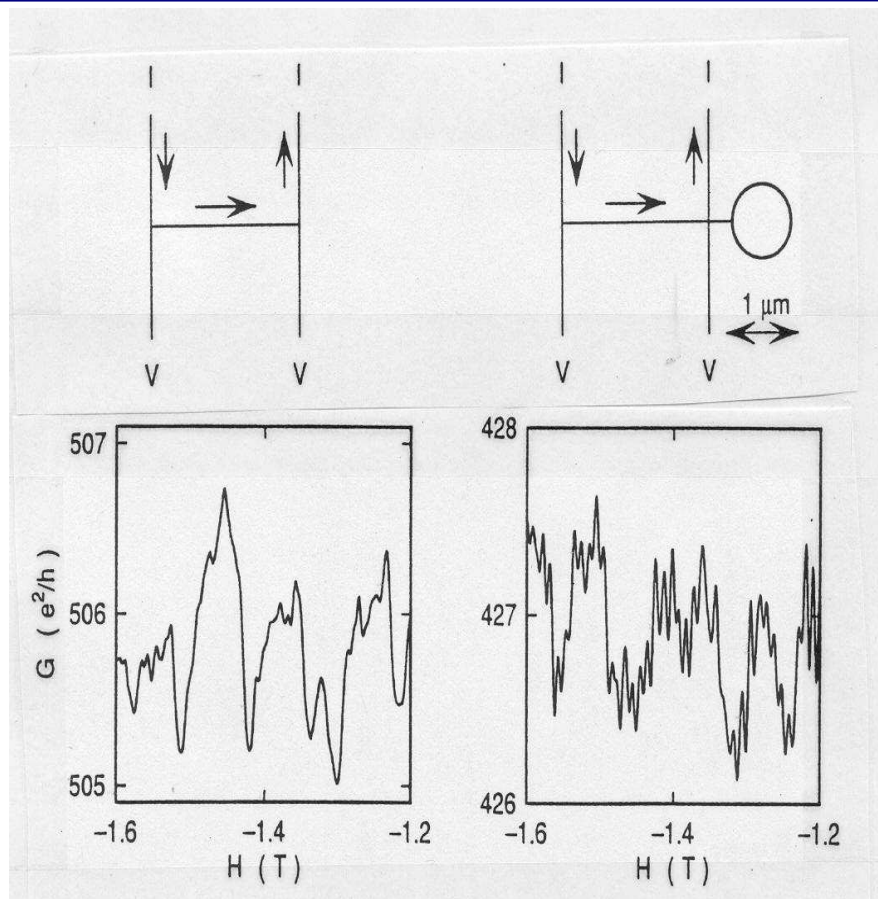 I I I I
1 μm
V V V V
507
506
505
G ( e²/h )
-1.6 -1.4 -1.2
H ( T )
428
427
426
-1.6 -1.4 -1.2
H ( T )